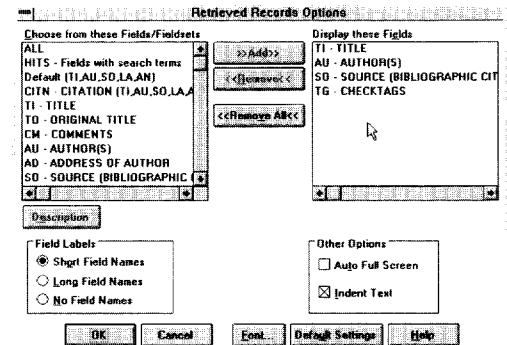 Retrieved Records Options
Choose from these Fields/Fieldsets
ALL
HITS - Fields with search terms
Default (TI,AU,SO,LA,AN)
CITN - CITATION (TI,AU,SO,LA,A
TI - TITLE
TO - ORIGINAL TITLE
CM - COMMENTS
AU - AUTHOR(S)
AD - ADDRESS OF AUTHOR
SO - SOURCE (BIBLIOGRAPHIC (
>>Add>>
<<Remove<<
<<Remove All<<
Display these Fields
TI - TITLE
AU - AUTHOR(S)
SO - SOURCE (BIBLIOGRAPHIC CIT
TG - CHECKTAGS
Description
Field Labels
Short Field Names
Long Field Names
No Field Names
Other Options
Auto Full Screen
Indent Text
OK
Cancel
Font...
Default Settings
Help